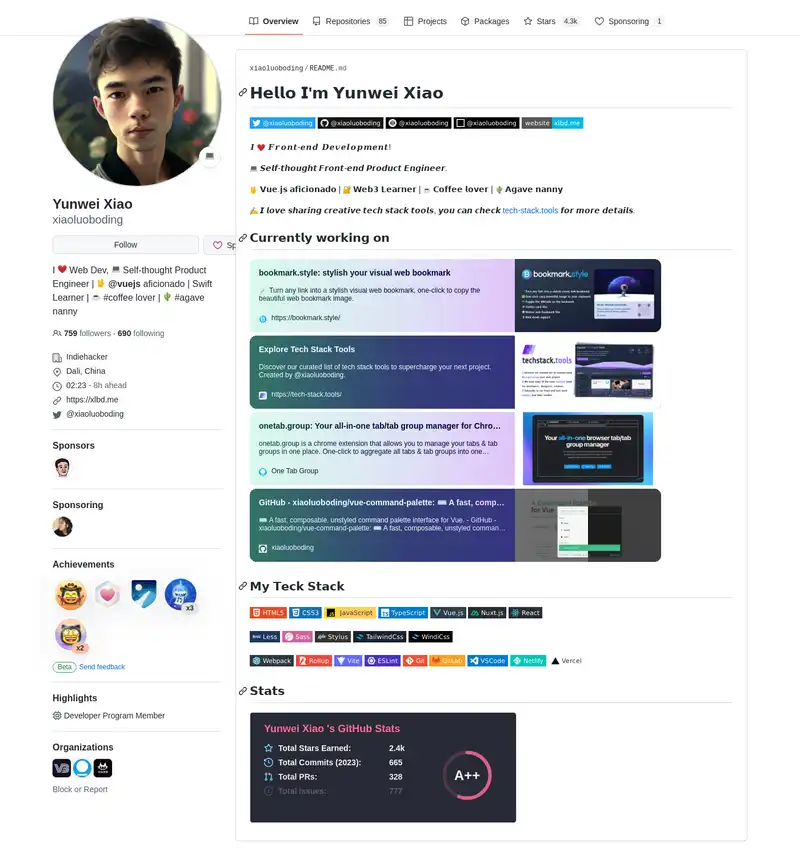 Overview
Repositories 85
Projects
Packages
Stars 4.3k
Sponsoring 1
Yunwei Xiao
xiaoluoboding
Follow
Sp
I ❤️ Web Dev, 💻 Self-thought Product
Engineer | 🤘 @vuejs aficionado | Swift
Learner | ☕ #coffee lover | 🌵 #agave
nanny
759 followers · 690 following
Indiehacker
Dali, China
02:23 - 8h ahead
https://xlbd.me
@xiaoluoboding
Sponsors
Sponsoring
Achievements
x3
x2
Beta Send feedback
Highlights
Developer Program Member
Organizations
Block or Report
xiaoluoboding/README.md
Hello I'm Yunwei Xiao
@xiaoluoboding @xiaoluoboding @xiaoluoboding @xiaoluoboding website xlbd.me
I ❤️ Front-end Development!
💻 Self-thought Front-end Product Engineer.
🤘 Vue.js aficionado | 🔐 Web3 Learner | ☕ Coffee lover | 🌵 Agave nanny
✍️ I love sharing creative tech stack tools, you can check tech-stack.tools for more details.
Currently working on
bookmark.style: stylish your visual web bookmark
🪄 Turn any link into a stylish visual web bookmark, one-click to copy the
beautiful web bookmark image.
https://bookmark.style/
bookmark.style
Explore Tech Stack Tools
Discover our curated list of tech stack tools to supercharge your next project.
Created by @xiaoluoboding.
https://tech-stack.tools/
techstack.tools
onetab.group: Your all-in-one tab/tab group manager for Chro…
onetab.group is a chrome extension that allows you to manage your tabs & tab
groups in one place. One-click to aggregate all tabs & tab groups into one…
One Tab Group
Your all-in-one browser tab/tab
group manager
GitHub - xiaoluoboding/vue-command-palette: ⌨️ A fast, comp…
⌨️ A fast, composable, unstyled command palette interface for Vue. - GitHub -
xiaoluoboding/vue-command-palette: ⌨️ A fast, composable, unstyled comman…
xiaoluoboding
for Vue
My Teck Stack
HTML5 CSS3 JavaScript TypeScript Vue.js Nuxt.js React
Less Sass Stylus TailwindCss WindiCss
Webpack Rollup Vite ESLint Git GitLab VSCode Netlify Vercel
Stats
Yunwei Xiao 's GitHub Stats
Total Stars Earned: 2.4k
Total Commits (2023): 665
Total PRs: 328
Total Issues: 777
A++